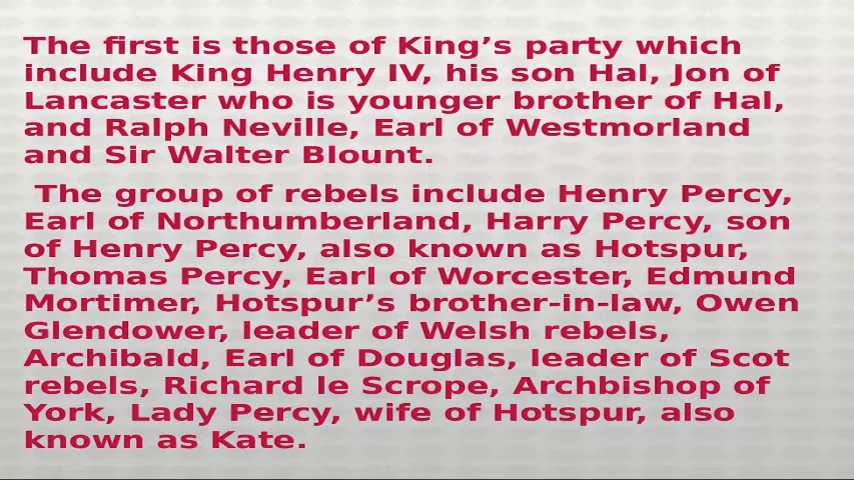 The first is those of King’s party which
include King Henry IV, his son Hal, Jon of
Lancaster who is younger brother of Hal,
and Ralph Neville, Earl of Westmorland
and Sir Walter Blount.
The group of rebels include Henry Percy,
Earl of Northumberland, Harry Percy, son
of Henry Percy, also known as Hotspur,
Thomas Percy, Earl of Worcester, Edmund
Mortimer, Hotspur’s brother-in-law, Owen
Glendower, leader of Welsh rebels,
Archibald, Earl of Douglas, leader of Scot
rebels, Richard le Scrope, Archbishop of
York, Lady Percy, wife of Hotspur, also
known as Kate.